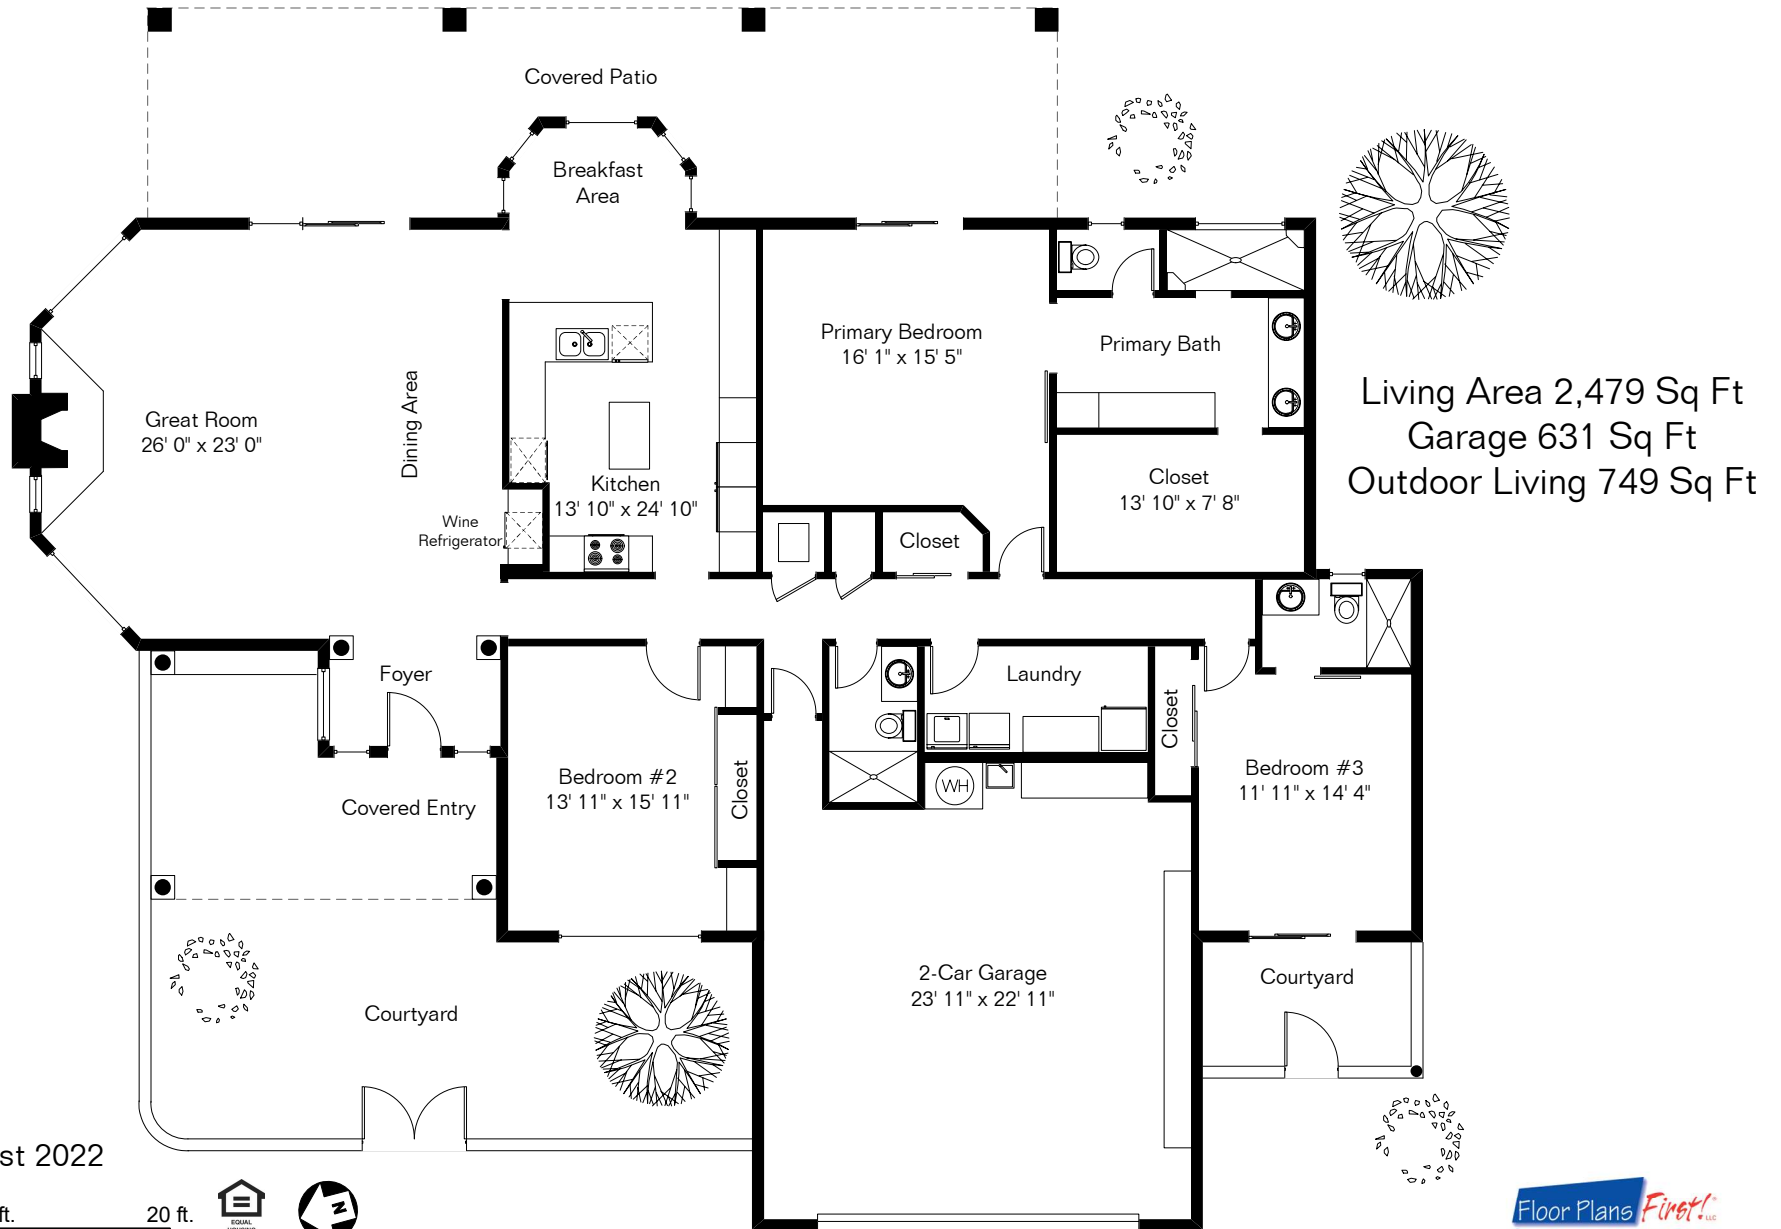 Covered Patio
Breakfast
Area
Primary Bedroom
16' 1" x 15' 5"
Primary Bath
Living Area 2,479 Sq Ft
Garage 631 Sq Ft
Outdoor Living 749 Sq Ft
Great Room
26' 0" x 23' 0"
Dining Area
Kitchen
13' 10" x 24' 10"
Closet
13' 10" x 7' 8"
Wine
Refrigerator
Closet
Foyer
Laundry
Closet
Bedroom #2
13' 11" x 15' 11"
Closet
WH
Bedroom #3
11' 11" x 14' 4"
Covered Entry
2-Car Garage
23' 11" x 22' 11"
Courtyard
Courtyard
st 2022
ft.
20 ft.
EQUAL
N
Floor Plans First! LLC